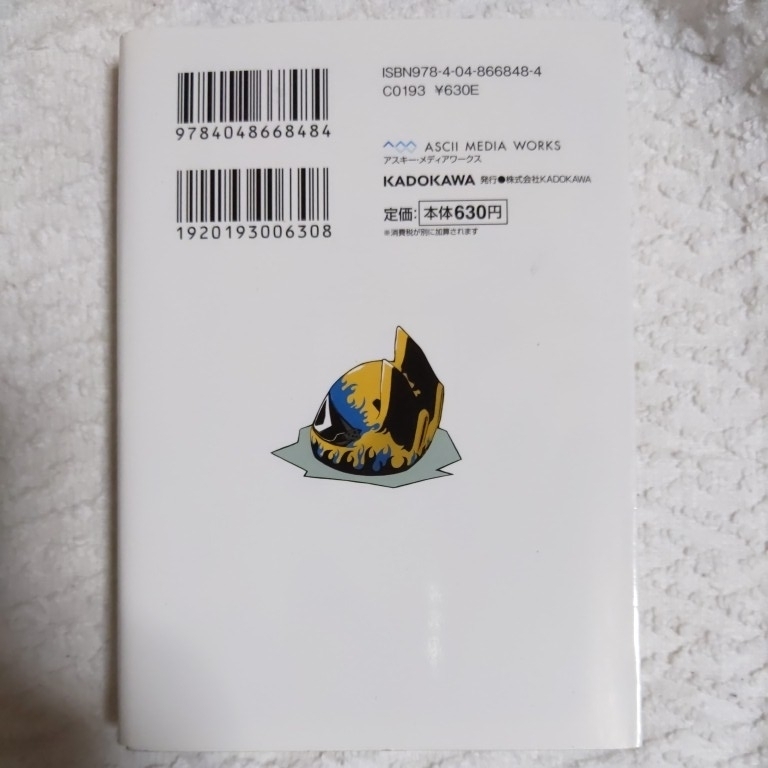 ISBN978-4-04-866848-4
C0193 ¥630E
9784048668484
ASCII MEDIA WORKS
アスキー・メディアワークス
KADOKAWA 発行●株式会社KADOKAWA
定価:本体630円
※消費税が別に加算されます
1920193006308